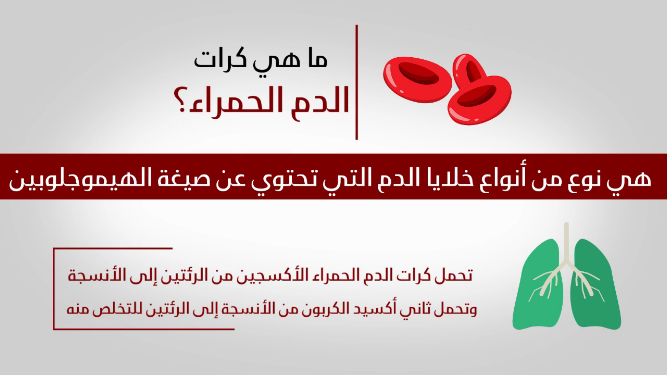 ما هي كرات
الدم الحمراء؟
هي نوع من أنواع خلايا الدم التي تحتوي عن صيغة الهيموجلوبين
تحمل كرات الدم الحمراء الأكسجين من الرئتين إلى الأنسجة
وتحمل ثاني أكسيد الكربون من الأنسجة إلى الرئتين للتخلص منه